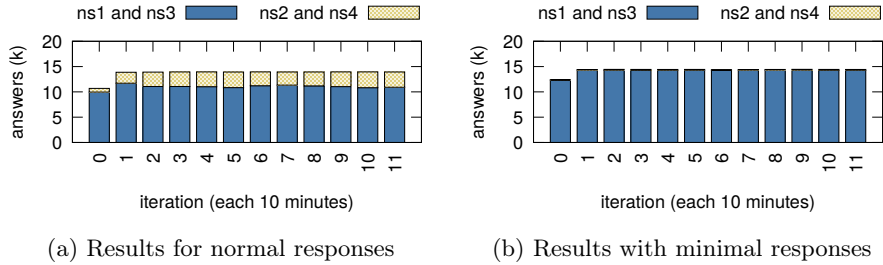 ns1 and ns3 ns2 and ns4
answers (k)
20
15
10
5
0
0 1 2 3 4 5 6 7 8 9 10 11
iteration (each 10 minutes)
(a) Results for normal responses
ns1 and ns3 ns2 and ns4
answers (k)
20
15
10
5
0
0 1 2 3 4 5 6 7 8 9 10 11
iteration (each 10 minutes)
(b) Results with minimal responses